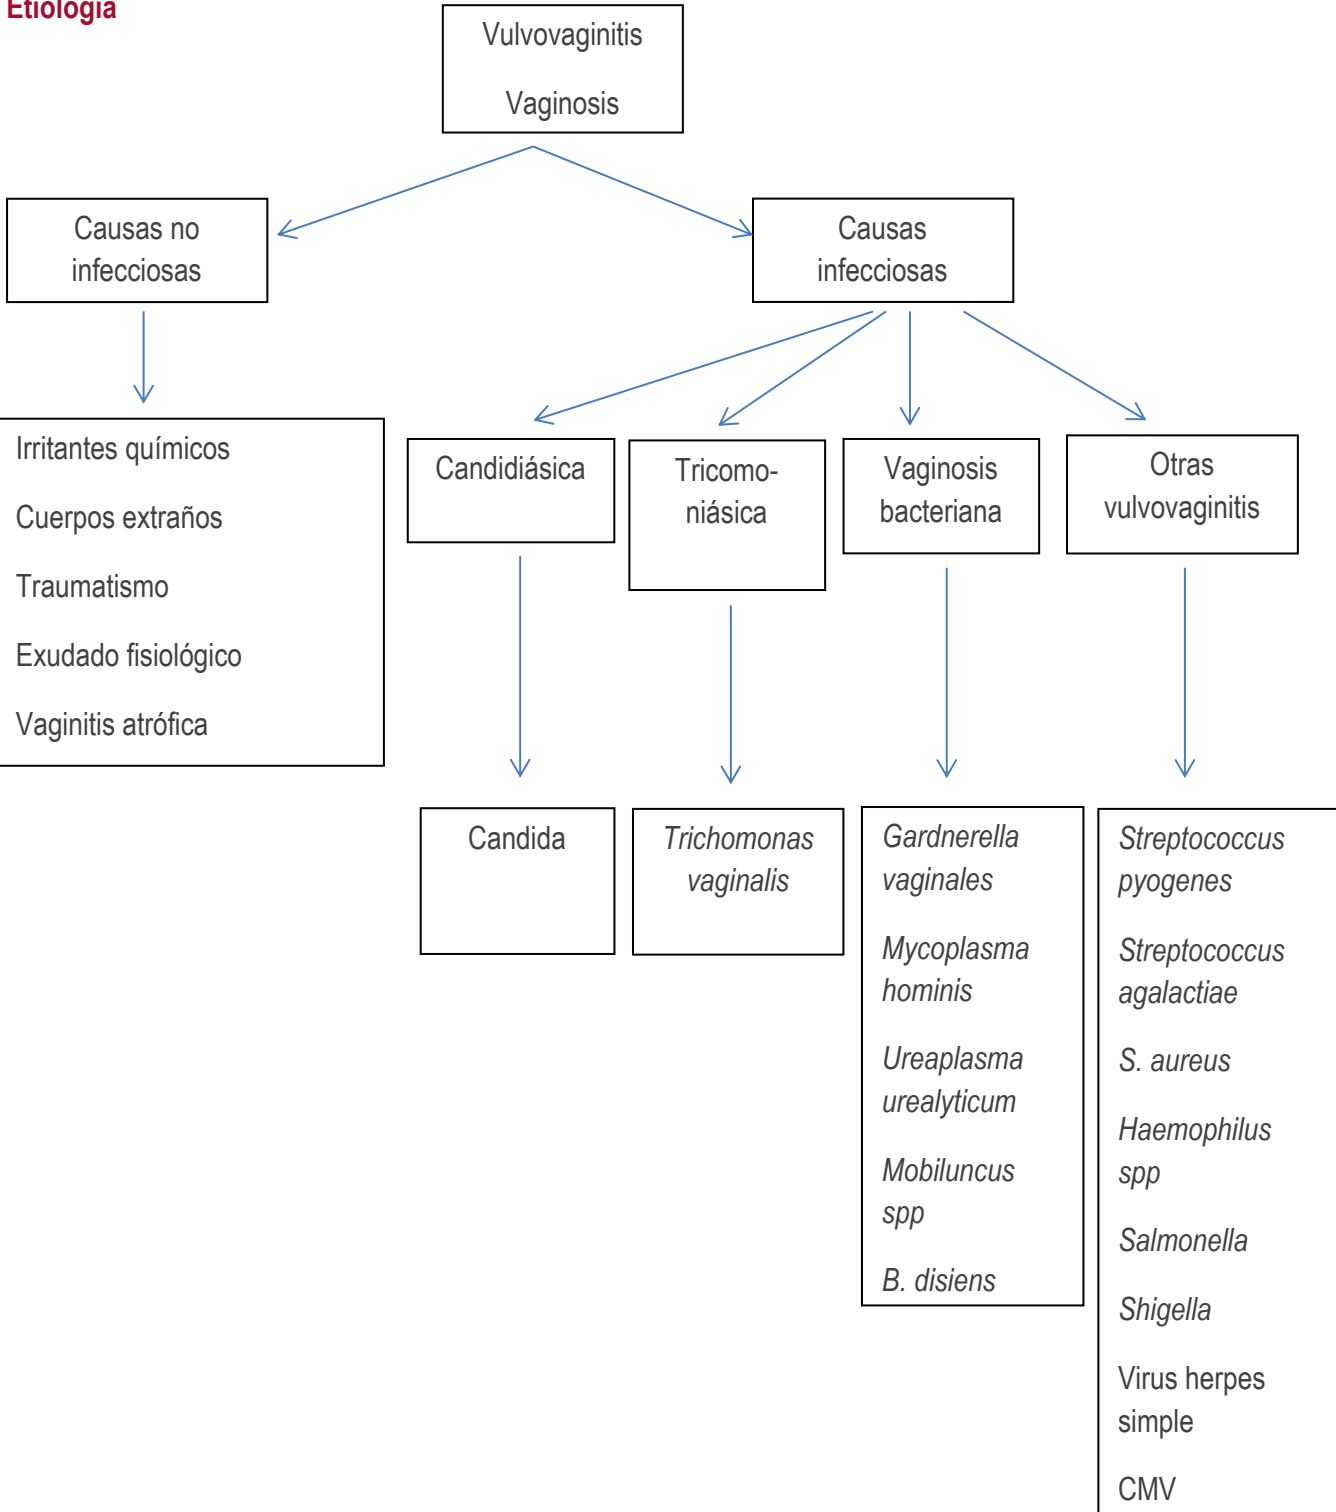 Etiología
Vulvovaginitis
Vaginosis
Causas no
infecciosas
Causas
infecciosas
Irritantes químicos
Cuerpos extraños
Traumatismo
Exudado fisiológico
Vaginitis atrófica
Candidiásica
Tricomo-
niásica
Vaginosis
bacteriana
Otras
vulvovaginitis
Candida
Trichomonas
vaginalis
Gardnerella
vaginales
Mycoplasma
hominis
Ureaplasma
urealyticum
Mobiluncus
spp
B. disiens
Streptococcus
pyogenes
Streptococcus
agalactiae
S. aureus
Haemophilus
spp
Salmonella
Shigella
Virus herpes
simple
CMV